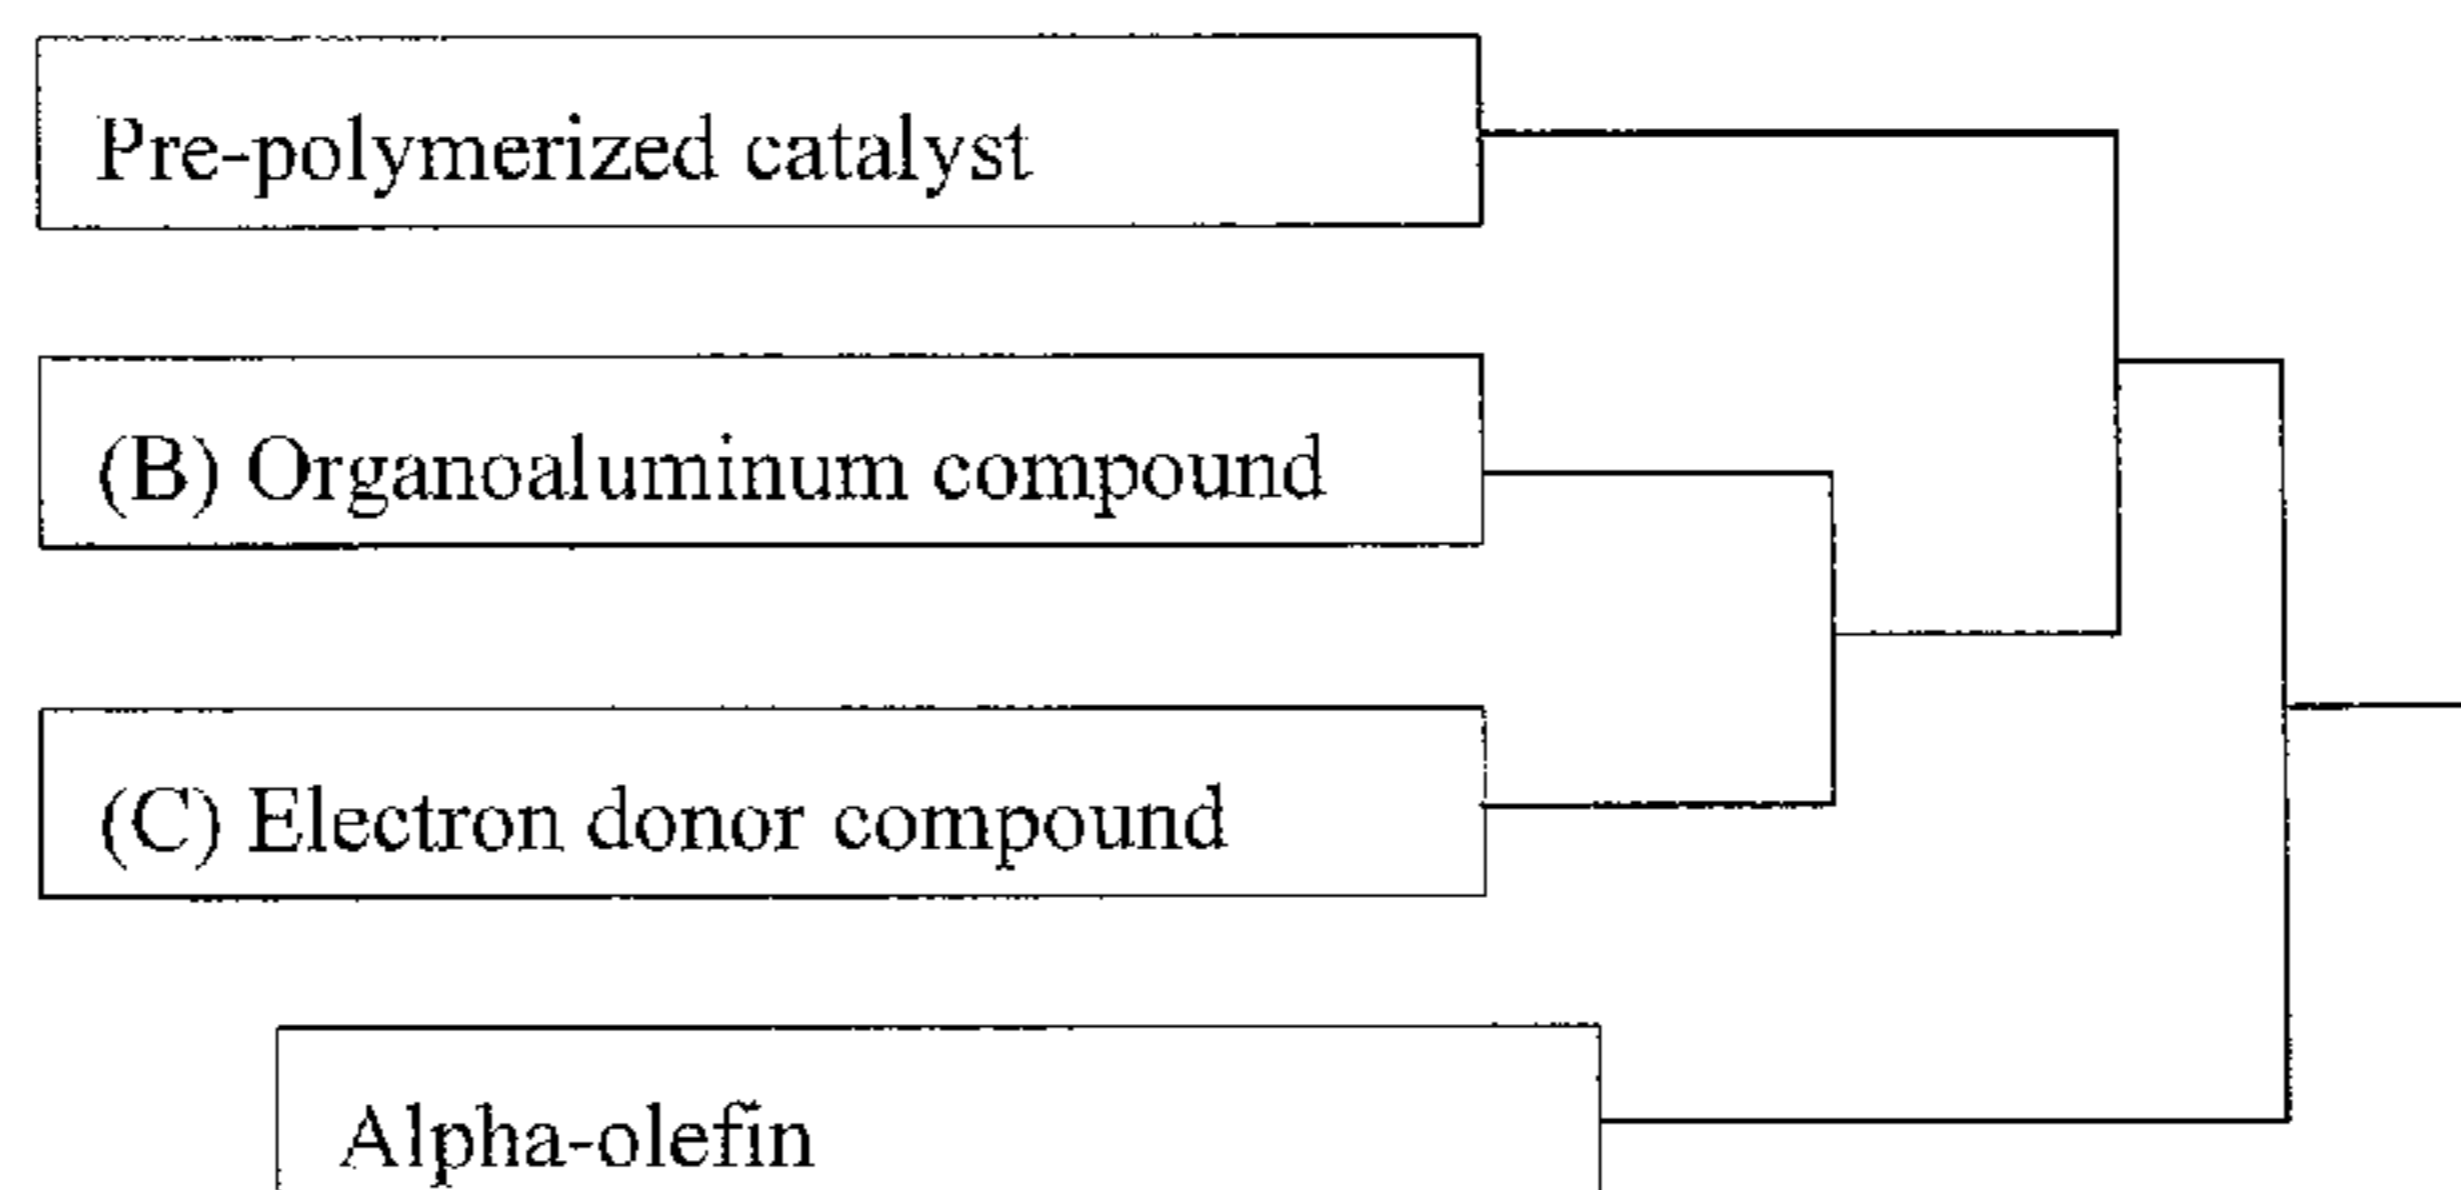 Pre-polymerized catalyst
(B) Organoaluminum compound
(C) Electron donor compound
Alpha-olefin